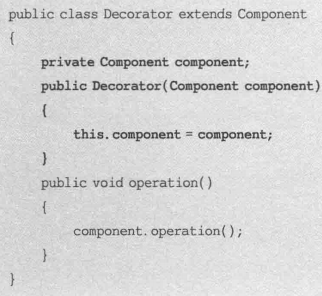 public class Decorator extends Component
{
    private Component component;
    public Decorator(Component component)
    {
        this.component = component;
    }
    public void operation()
    {
        component.operation();
    }
}